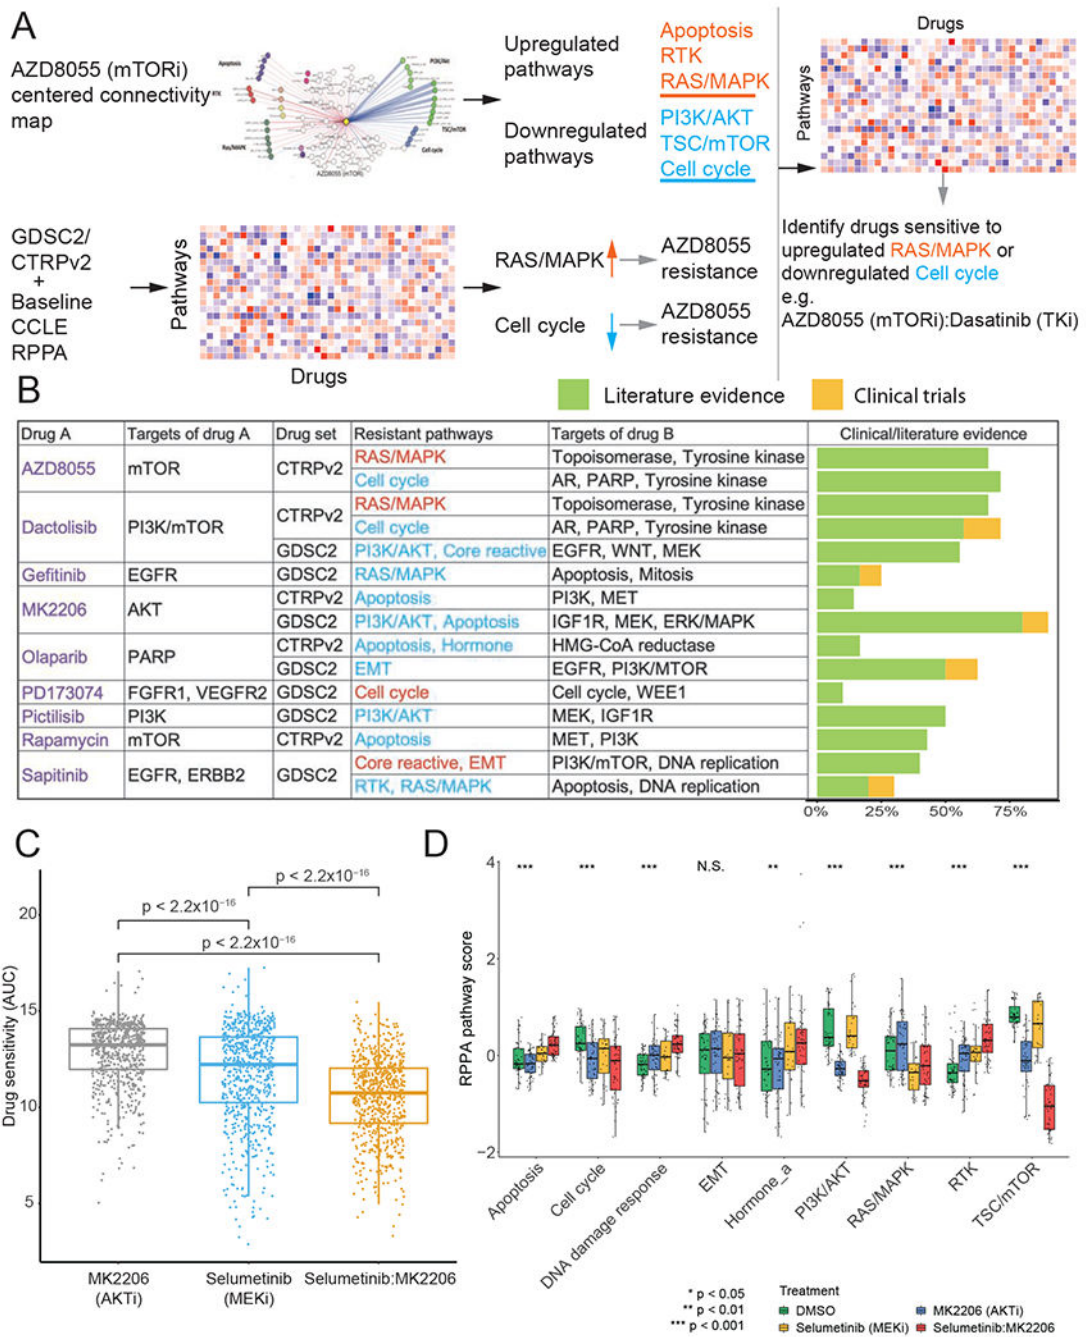 A
AZD8055 (mTORi)
centered connectivity
map
Apoptosis
RTK
Ras/MAPK
PI3K/Akt
TSC/mTOR
Cell cycle
AZD8055 (mTOR)
Upregulated
pathways
Apoptosis
RTK
RAS/MAPK
Downregulated
pathways
PI3K/AKT
TSC/mTOR
Cell cycle
Drugs
Pathways
Identify drugs sensitive to
upregulated RAS/MAPK or
downregulated Cell cycle
e.g.
AZD8055 (mTORi):Dasatinib (TKi)
GDSC2/
CTRPv2
+
Baseline
CCLE
RPPA
Pathways
Drugs
RAS/MAPK
AZD8055
resistance
Cell cycle
AZD8055
resistance
B
Literature evidence
Clinical trials
Drug A Targets of drug A Drug set Resistant pathways Targets of drug B Clinical/literature evidence
AZD8055 mTOR CTRPv2 RAS/MAPK Topoisomerase, Tyrosine kinase
Cell cycle AR, PARP, Tyrosine kinase
Dactolisib PI3K/mTOR CTRPv2 RAS/MAPK Topoisomerase, Tyrosine kinase
Cell cycle AR, PARP, Tyrosine kinase
GDSC2 PI3K/AKT, Core reactive EGFR, WNT, MEK
Gefitinib EGFR GDSC2 RAS/MAPK Apoptosis, Mitosis
MK2206 AKT CTRPv2 Apoptosis PI3K, MET
GDSC2 PI3K/AKT, Apoptosis IGF1R, MEK, ERK/MAPK
Olaparib PARP CTRPv2 Apoptosis, Hormone HMG-CoA reductase
GDSC2 EMT EGFR, PI3K/MTOR
PD173074 FGFR1, VEGFR2 GDSC2 Cell cycle Cell cycle, WEE1
Pictilisib PI3K GDSC2 PI3K/AKT MEK, IGF1R
Rapamycin mTOR CTRPv2 Apoptosis MET, PI3K
Sapitinib EGFR, ERBB2 GDSC2 Core reactive, EMT PI3K/mTOR, DNA replication
RTK, RAS/MAPK Apoptosis, DNA replication
0% 25% 50% 75%
C
Drug sensitivity (AUC)
20
15
10
5
p < 2.2x10⁻¹⁶
p < 2.2x10⁻¹⁶
p < 2.2x10⁻¹⁶
MK2206
(AKTi)
Selumetinib
(MEKi)
Selumetinib:MK2206
D
RPPA pathway score
4
2
0
−2
*** *** *** N.S. ** *** *** *** ***
Apoptosis
Cell cycle
DNA damage response
EMT
Hormone_a
PI3K/AKT
RAS/MAPK
RTK
TSC/mTOR
* p < 0.05
** p < 0.01
*** p < 0.001
Treatment
DMSO
MK2206 (AKTi)
Selumetinib (MEKi)
Selumetinib:MK2206